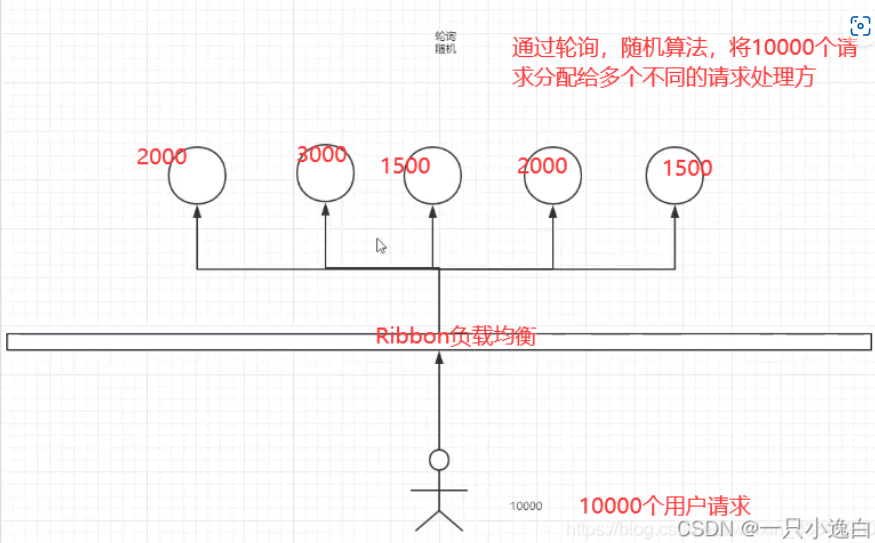 轮询
随机
通过轮询，随机算法，将10000个请
求分配给多个不同的请求处理方
2000
3000
1500
2000
1500
Ribbon负载均衡
10000
10000个用户请求
CSDN @一只小逸白